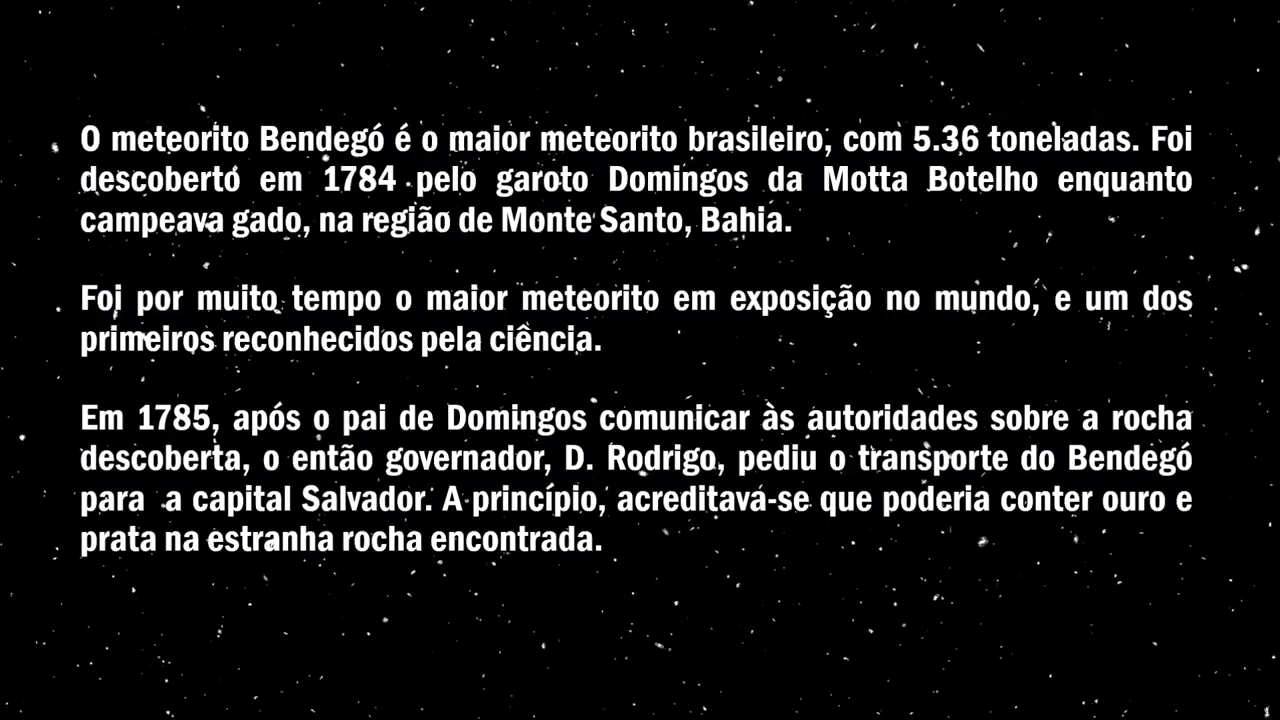 O meteorito Bendegó é o maior meteorito brasileiro, com 5.36 toneladas. Foi
descoberto em 1784 pelo garoto Domingos da Motta Botelho enquanto
campeava gado, na região de Monte Santo, Bahia.
Foi por muito tempo o maior meteorito em exposição no mundo, e um dos
primeiros reconhecidos pela ciência.
Em 1785, após o pai de Domingos comunicar às autoridades sobre a rocha
descoberta, o então governador, D. Rodrigo, pediu o transporte do Bendegó
para  a capital Salvador. A princípio, acreditava-se que poderia conter ouro e
prata na estranha rocha encontrada.